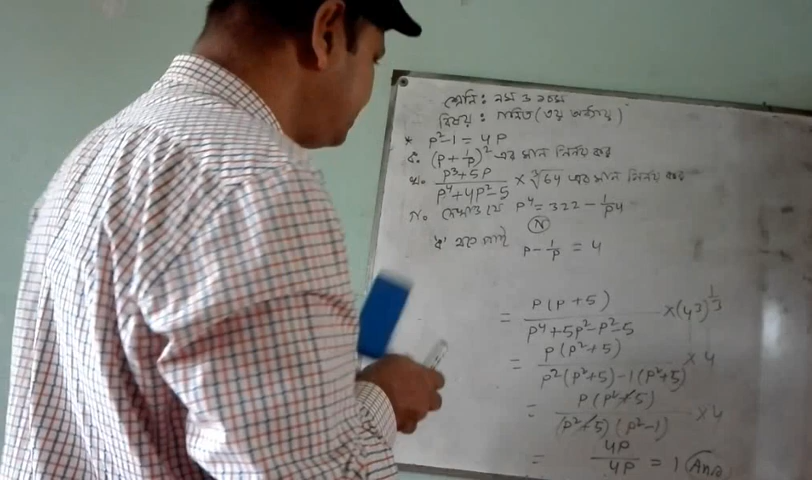 শ্রেণি: নবম ও দশম
বিষয়: গণিত (৩য় অধ্যায়)
* p²-1 = 4p
ক. (p + 1/p)² এর মান নির্ণয় কর
খ. p³+5p / p⁴+4p²-5 × ³√64 এর মান নির্ণয় কর
গ. দেখাও যে p⁴ = 322 - 1/p4
'ক' এতে পাই p - 1/p = 4
= p(p+5) / p⁴+5p²-p²-5 × (4³)^1/3
= p(p²+5) / p²(p²+5)-1(p²+5) × 4
= p(p²+5) / (p²+5)(p²-1) × 4
= 4p / 4p = 1 (Ans)